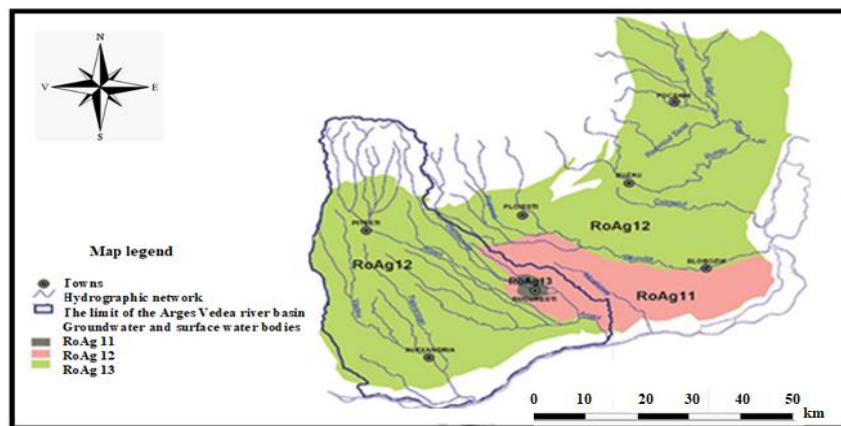 N
V
E
S
FOCSANI
BUZAU
PLOIESTI
PITESTI
RoAg12
RoAg12
SLOBOZIA
RoAg13
BUCURESTI
RoAg11
ALEXANDRIA
Map legend
Towns
Hydrographic network
The limit of the Arges Vedea river basin
Groundwater and surface water bodies
RoAg 11
RoAg 12
RoAg 13
0 10 20 30 40 50
km